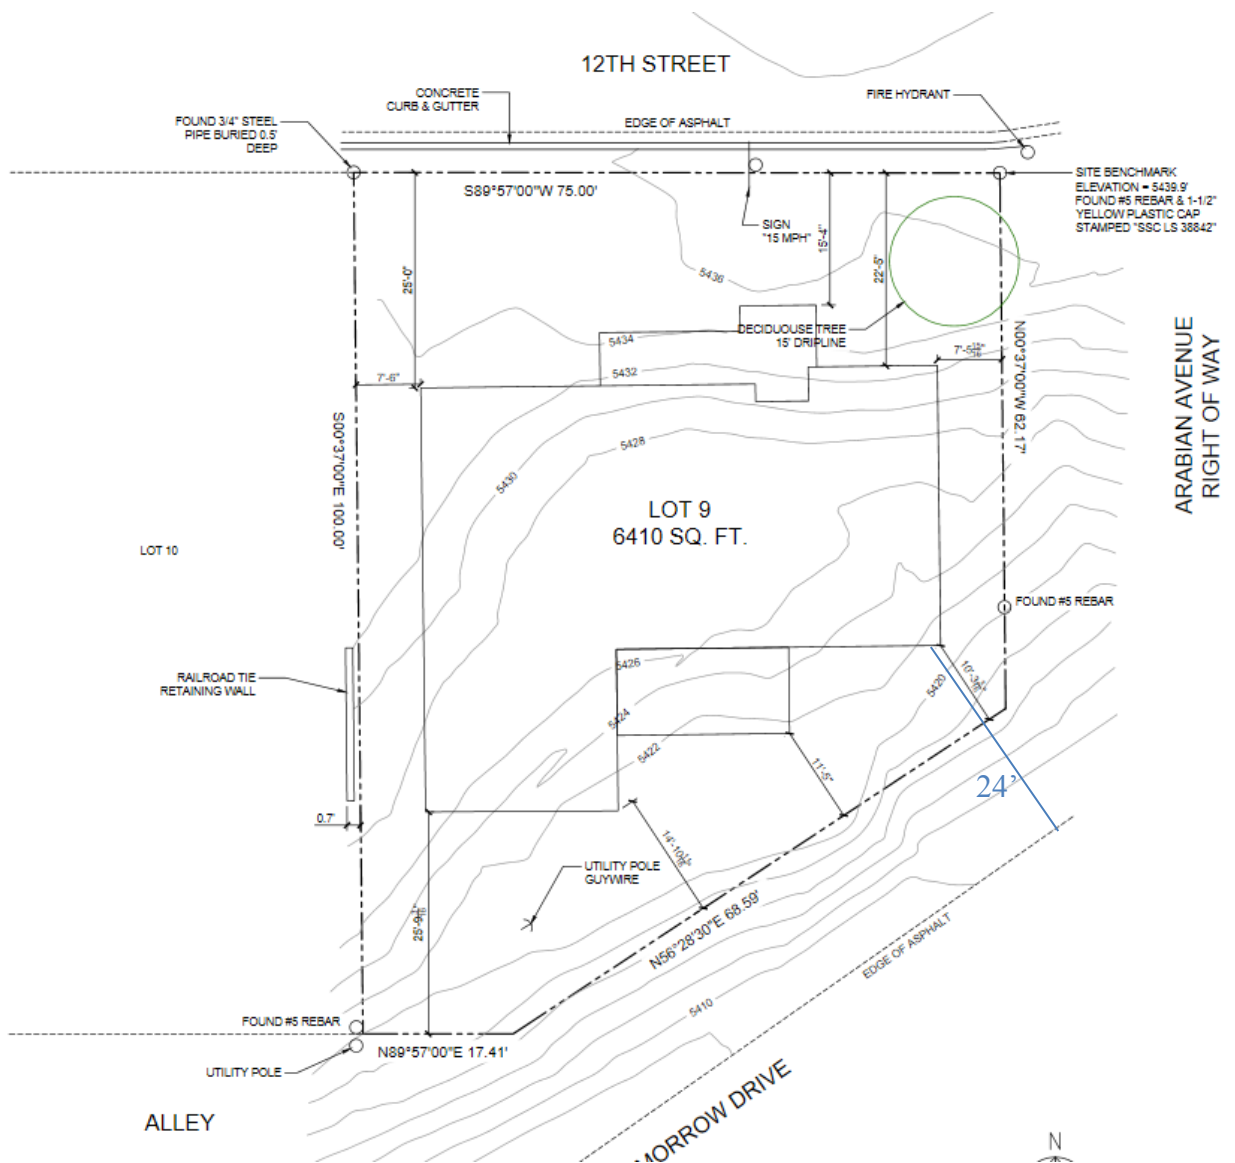 12TH STREET
CONCRETE
CURB & GUTTER
FIRE HYDRANT
FOUND 3/4" STEEL
PIPE BURIED 0.5'
DEEP
EDGE OF ASPHALT
SITE BENCHMARK
ELEVATION = 5439.9'
FOUND #5 REBAR & 1-1/2"
YELLOW PLASTIC CAP
STAMPED "SSC LS 38842"
S89°57'00"W 75.00'
SIGN
"15 MPH"
15'-4"
22'-5"
25'-0"
5436
DECIDUOUSE TREE
15' DRIPLINE
5434
5432
7'-6"
7'-5 15/16"
N00°37'00"W 62.17'
ARABIAN AVENUE
RIGHT OF WAY
S00°37'00"E 100.00'
5428
5430
LOT 9
6410 SQ. FT.
LOT 10
FOUND #5 REBAR
RAILROAD TIE
RETAINING WALL
5426
5420
5424
5422
11'-5"
24'
0.7'
UTILITY POLE
GUYWIRE
N56°28'30"E 68.59'
EDGE OF ASPHALT
5410
FOUND #5 REBAR
N89°57'00"E 17.41'
UTILITY POLE
ALLEY
MORROW DRIVE
N